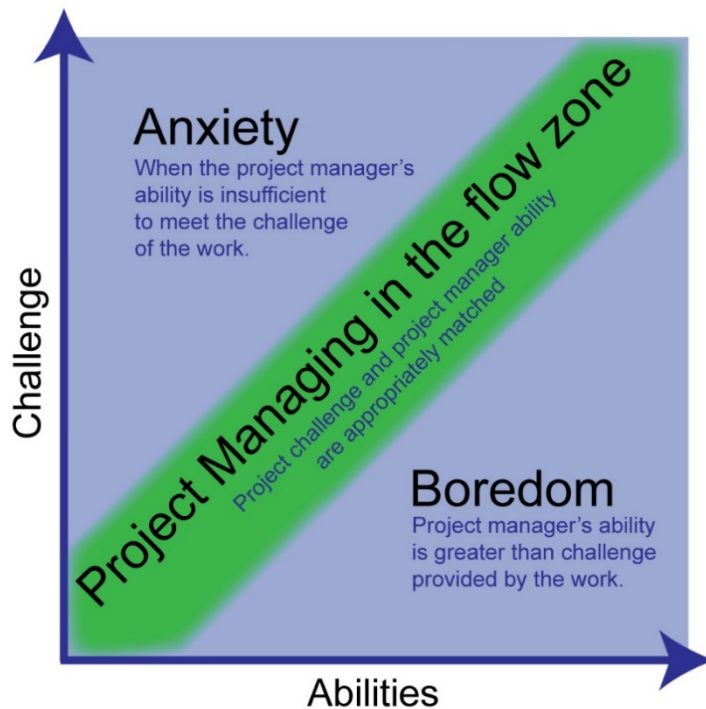 Anxiety
When the project manager's
ability is insufficient
to meet the challenge
of the work.
Project Managing in the flow zone
Project challenge and project manager ability
are appropriately matched
Boredom
Project manager's ability
is greater than challenge
provided by the work.
Challenge
Abilities